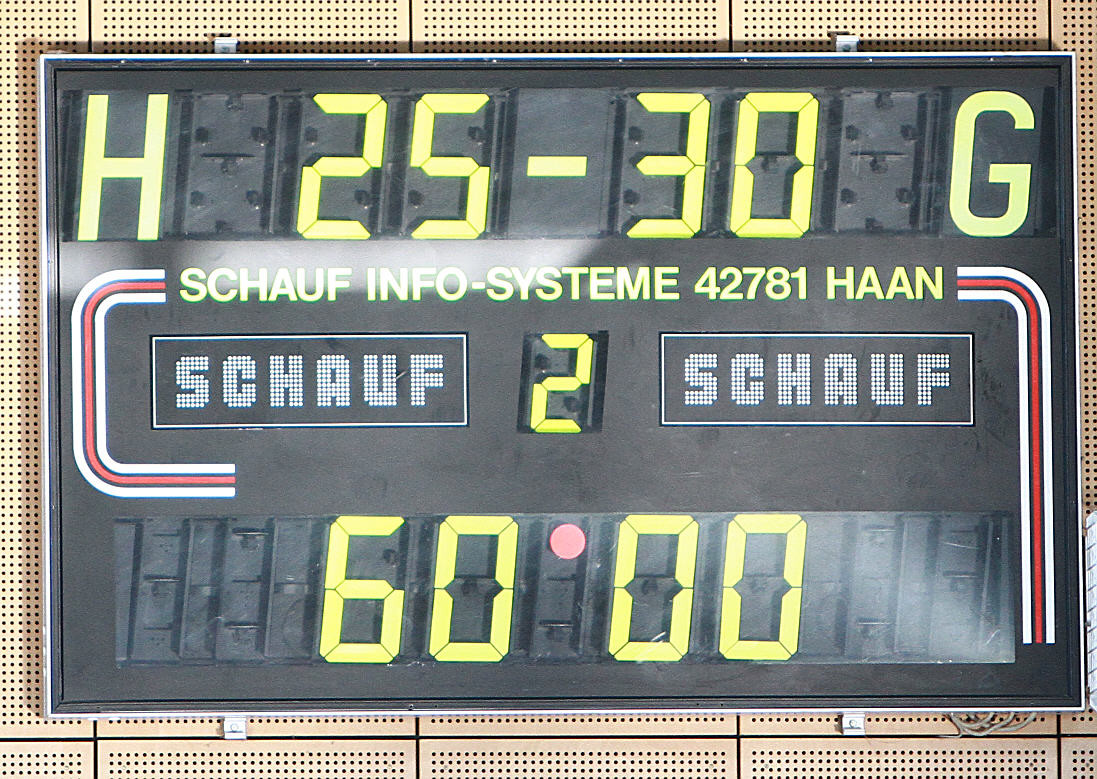 H 25-30 G
SCHAUF INFO-SYSTEME 42781 HAAN
SCHAUF 2 SCHAUF
60:00